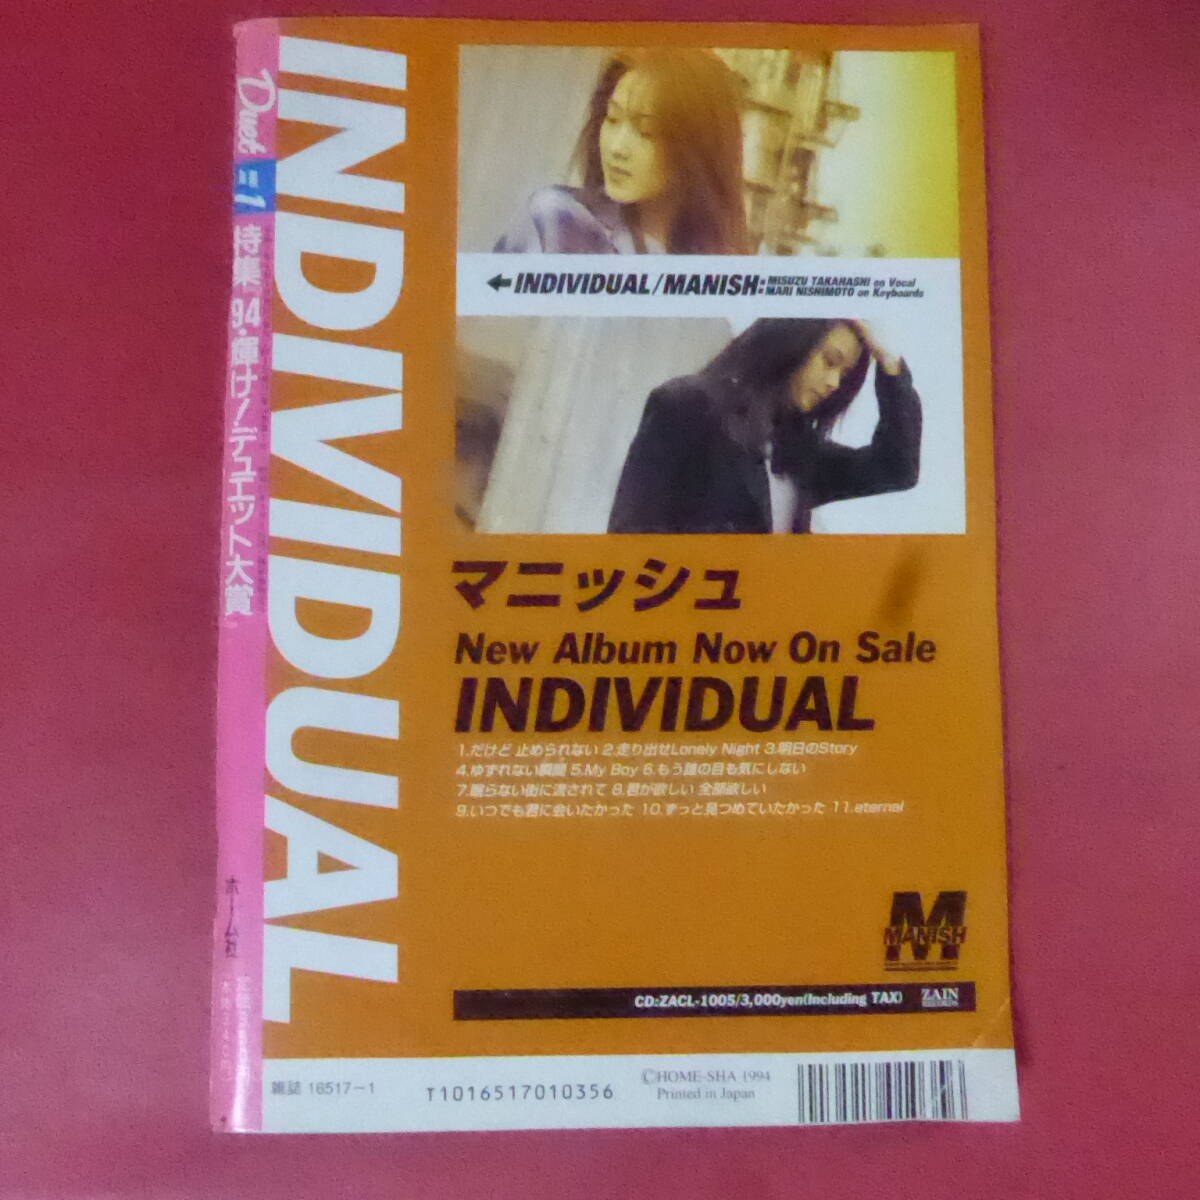 Duet
1
特集『94・輝け!デュエット大賞』
ホーム社
INDIVIDUAL
←INDIVIDUAL/MANISH:MISUZU TAKAHASHI on Vocal
MARI NISHIMOTO on Keyboards
マニッシュ
New Album Now On Sale
INDIVIDUAL
1.だけど 止められない 2.走り出せLonely Night 3.明日のStory
4.ゆずれない瞬間 5.My Boy 6.もう誰の目も気にしない
7.眠らない街に流されて 8.君が欲しい 全部欲しい
9.いつでも君に会いたかった 10.ずっと見つめていたかった 11.eternal
M
MANISH
CD:ZACL-1005/3,000yen(Including TAX)
ZAIN
RECORDS
雑誌 16517-1
T1016517010356
©HOME-SHA 1994
Printed in Japan